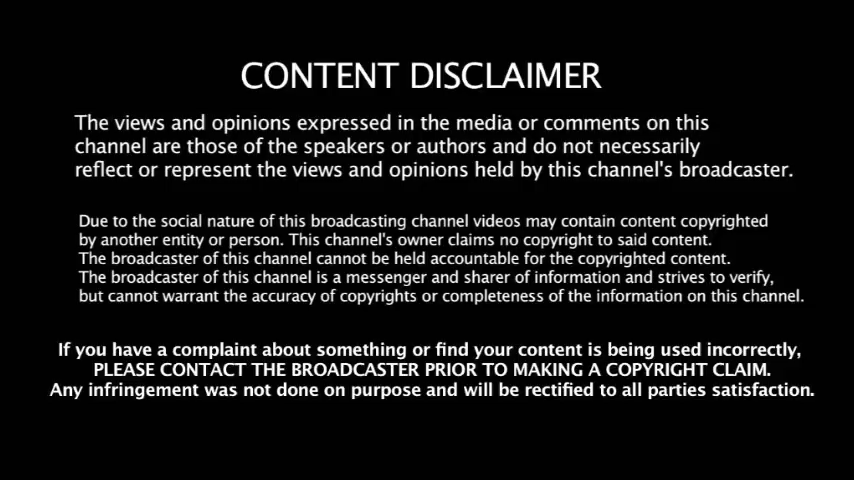 CONTENT DISCLAIMER
The views and opinions expressed in the media or comments on this
channel are those of the speakers or authors and do not necessarily
reflect or represent the views and opinions held by this channel's broadcaster.
Due to the social nature of this broadcasting channel videos may contain content copyrighted
by another entity or person. This channel's owner claims no copyright to said content.
The broadcaster of this channel cannot be held accountable for the copyrighted content.
The broadcaster of this channel is a messenger and sharer of information and strives to verify,
but cannot warrant the accuracy of copyrights or completeness of the information on this channel.
If you have a complaint about something or find your content is being used incorrectly,
PLEASE CONTACT THE BROADCASTER PRIOR TO MAKING A COPYRIGHT CLAIM.
Any infringement was not done on purpose and will be rectified to all parties satisfaction.